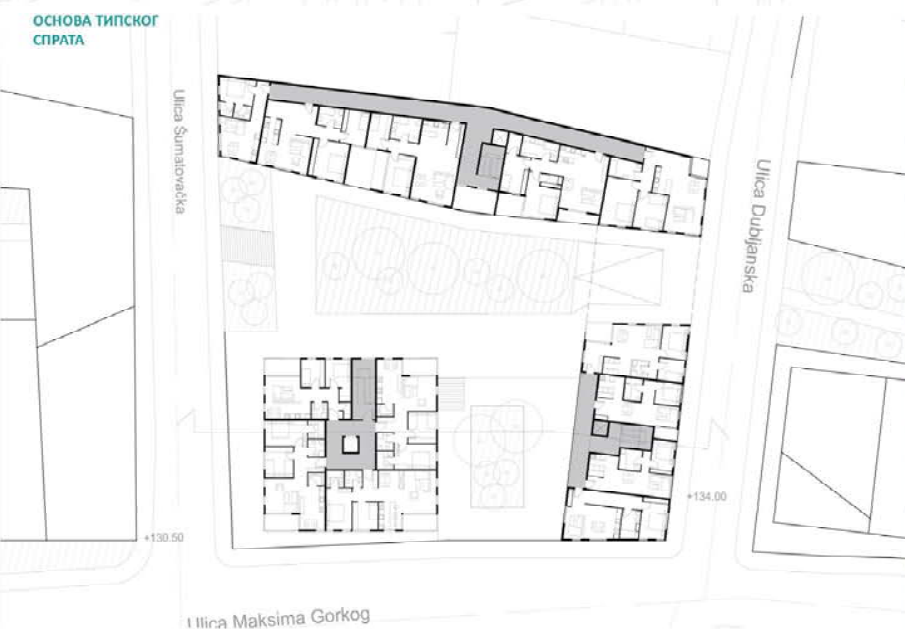 ОСНОВА ТИПСКОГ
СПРАТА
Ulica Šumatovačka
Ulica Dubljanska
+134.00
+130.50
Ulica Maksima Gorkog